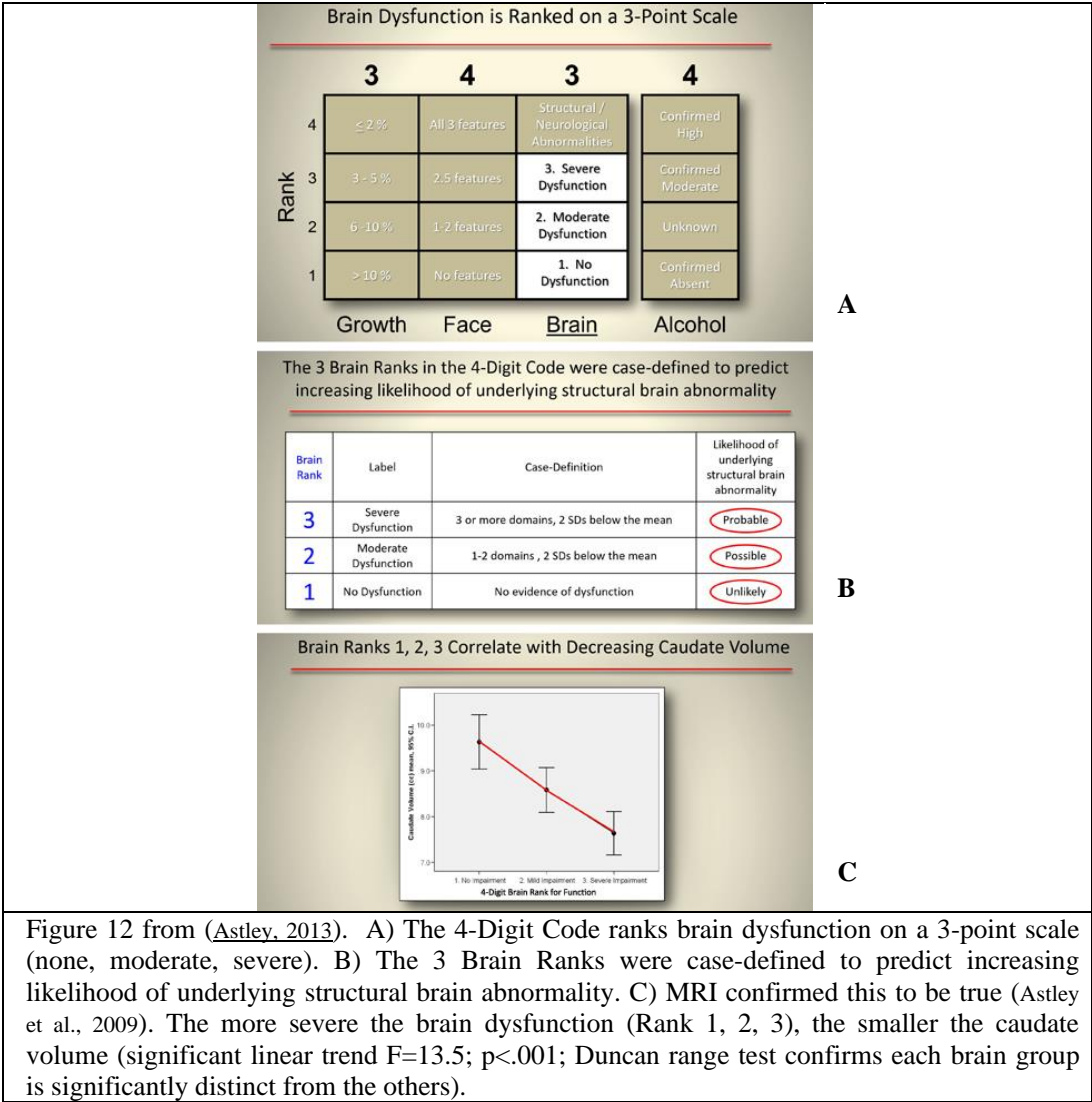 Brain Dysfunction is Ranked on a 3-Point Scale
3 4 3 4
4 ≤ 2 % All 3 features Structural / Neurological Abnormalities Confirmed High
3 3 - 5 % 2.5 features 3. Severe Dysfunction Confirmed Moderate
Rank
2 6 -10 % 1-2 features 2. Moderate Dysfunction Unknown
1 > 10 % No features 1. No Dysfunction Confirmed Absent
Growth Face Brain Alcohol
A
The 3 Brain Ranks in the 4-Digit Code were case-defined to predict
increasing likelihood of underlying structural brain abnormality
Brain Rank Label Case-Definition Likelihood of underlying structural brain abnormality
3 Severe Dysfunction 3 or more domains, 2 SDs below the mean Probable
2 Moderate Dysfunction 1-2 domains , 2 SDs below the mean Possible
1 No Dysfunction No evidence of dysfunction Unlikely
B
Brain Ranks 1, 2, 3 Correlate with Decreasing Caudate Volume
Caudate Volume (cc) mean, 95% C.I.
10.0
9.0
8.0
7.0
1. No Impairment 2. Mild Impairment 3. Severe Impairment
4-Digit Brain Rank for Function
C
Figure 12 from (Astley, 2013). A) The 4-Digit Code ranks brain dysfunction on a 3-point scale
(none, moderate, severe). B) The 3 Brain Ranks were case-defined to predict increasing
likelihood of underlying structural brain abnormality. C) MRI confirmed this to be true (Astley
et al., 2009). The more severe the brain dysfunction (Rank 1, 2, 3), the smaller the caudate
volume (significant linear trend F=13.5; p<.001; Duncan range test confirms each brain group
is significantly distinct from the others).